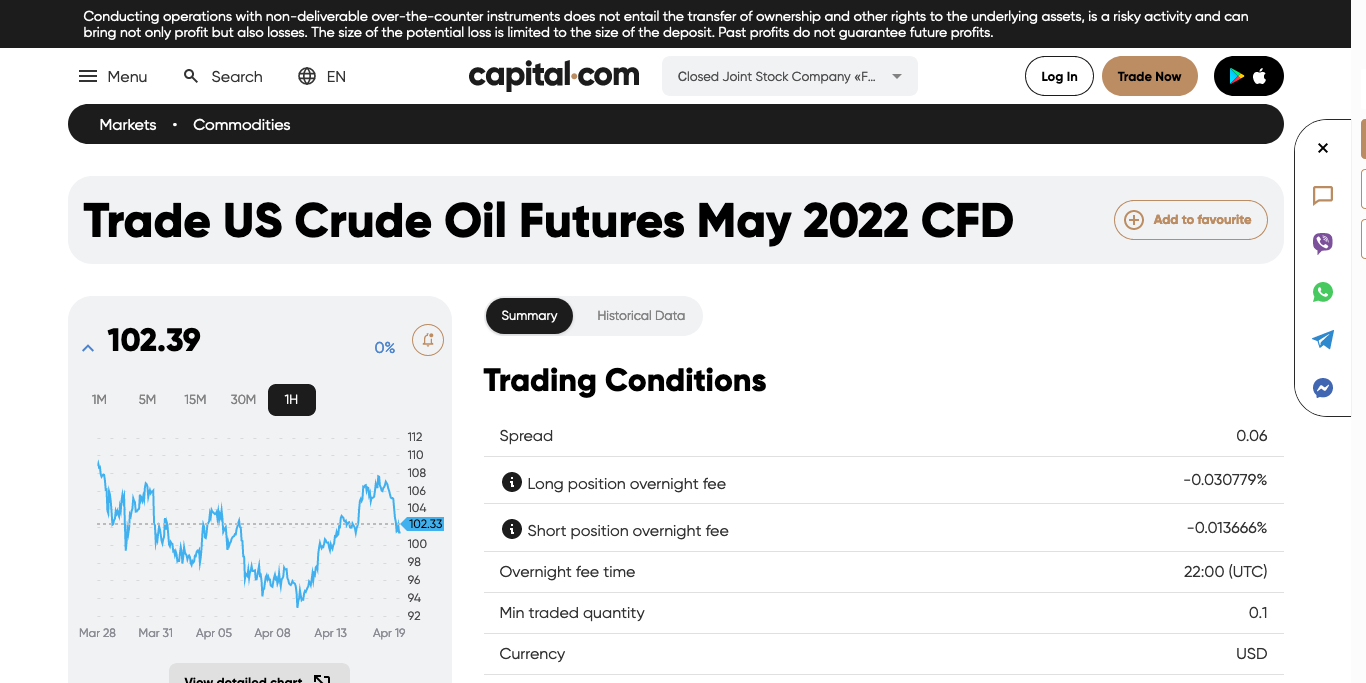 Conducting operations with non-deliverable over-the-counter instruments does not entail the transfer of ownership and other rights to the underlying assets, is a risky activity and can
bring not only profit but also losses. The size of the potential loss is limited to the size of the deposit. Past profits do not guarantee future profits.
Menu Search EN capital.com Closed Joint Stock Company «F... Log In Trade Now
Markets • Commodities
Trade US Crude Oil Futures May 2022 CFD Add to favourite
102.39 0%
1M 5M 15M 30M 1H
112
110
108
106
104
102.33
100
98
96
94
92
Mar 28 Mar 31 Apr 05 Apr 08 Apr 13 Apr 19
View detailed chart
Summary Historical Data
Trading Conditions
Spread 0.06
Long position overnight fee -0.030779%
Short position overnight fee -0.013666%
Overnight fee time 22:00 (UTC)
Min traded quantity 0.1
Currency USD